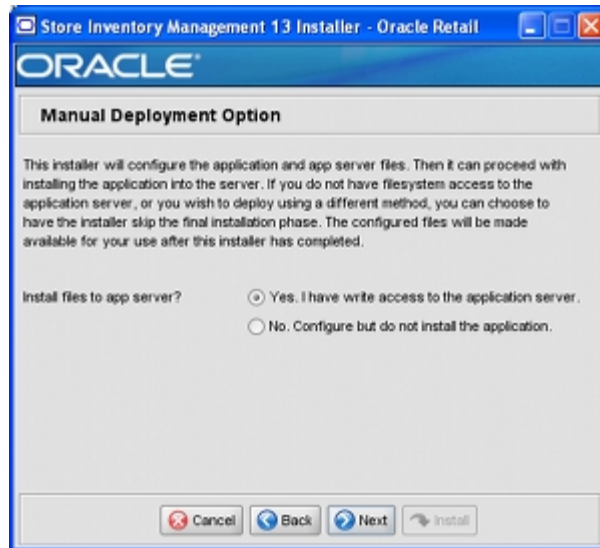 Store Inventory Management 13 Installer - Oracle Retail
ORACLE®
Manual Deployment Option
This installer will configure the application and app server files. Then it can proceed with
installing the application into the server. If you do not have filesystem access to the
application server, or you wish to deploy using a different method, you can choose to
have the installer skip the final installation phase. The configured files will be made
available for your use after this installer has completed.
Install files to app server?
Yes. I have write access to the application server.
No. Configure but do not install the application.
Cancel Back Next Install